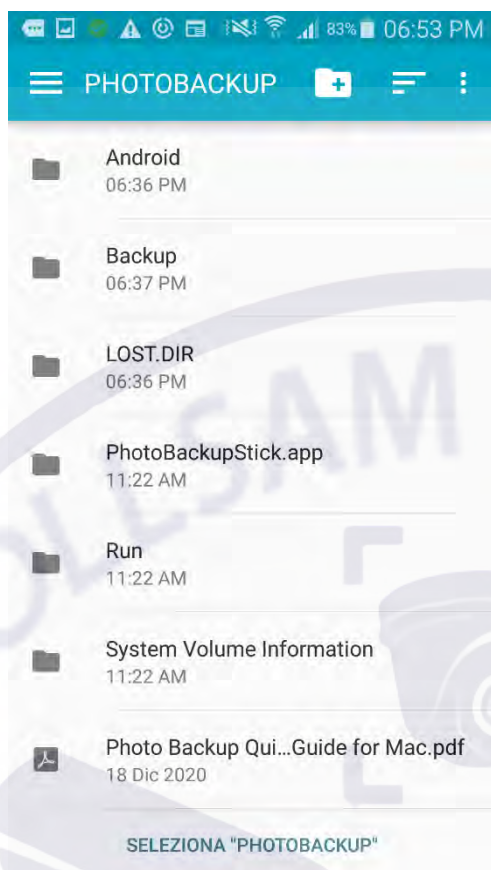 83% 06:53 PM
PHOTOBACKUP
Android
06:36 PM
Backup
06:37 PM
LOST.DIR
06:36 PM
PhotoBackupStick.app
11:22 AM
Run
11:22 AM
System Volume Information
11:22 AM
Photo Backup Qui...Guide for Mac.pdf
18 Dic 2020
SELEZIONA "PHOTOBACKUP"